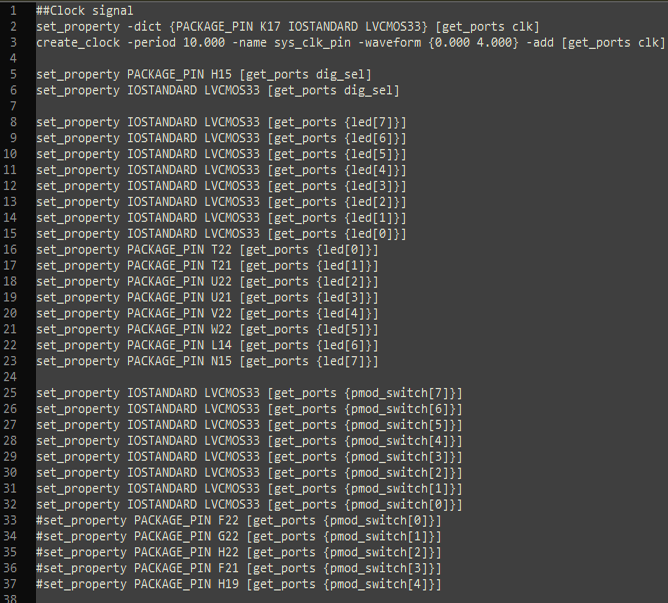 1 ##Clock signal
2 set_property -dict {PACKAGE_PIN K17 IOSTANDARD LVCMOS33} [get_ports clk]
3 create_clock -period 10.000 -name sys_clk_pin -waveform {0.000 4.000} -add [get_ports clk]
4
5 set_property PACKAGE_PIN H15 [get_ports dig_sel]
6 set_property IOSTANDARD LVCMOS33 [get_ports dig_sel]
7
8 set_property IOSTANDARD LVCMOS33 [get_ports {led[7]}]
9 set_property IOSTANDARD LVCMOS33 [get_ports {led[6]}]
10 set_property IOSTANDARD LVCMOS33 [get_ports {led[5]}]
11 set_property IOSTANDARD LVCMOS33 [get_ports {led[4]}]
12 set_property IOSTANDARD LVCMOS33 [get_ports {led[3]}]
13 set_property IOSTANDARD LVCMOS33 [get_ports {led[2]}]
14 set_property IOSTANDARD LVCMOS33 [get_ports {led[1]}]
15 set_property IOSTANDARD LVCMOS33 [get_ports {led[0]}]
16 set_property PACKAGE_PIN T22 [get_ports {led[0]}]
17 set_property PACKAGE_PIN T21 [get_ports {led[1]}]
18 set_property PACKAGE_PIN U22 [get_ports {led[2]}]
19 set_property PACKAGE_PIN U21 [get_ports {led[3]}]
20 set_property PACKAGE_PIN V22 [get_ports {led[4]}]
21 set_property PACKAGE_PIN W22 [get_ports {led[5]}]
22 set_property PACKAGE_PIN L14 [get_ports {led[6]}]
23 set_property PACKAGE_PIN N15 [get_ports {led[7]}]
24
25 set_property IOSTANDARD LVCMOS33 [get_ports {pmod_switch[7]}]
26 set_property IOSTANDARD LVCMOS33 [get_ports {pmod_switch[6]}]
27 set_property IOSTANDARD LVCMOS33 [get_ports {pmod_switch[5]}]
28 set_property IOSTANDARD LVCMOS33 [get_ports {pmod_switch[4]}]
29 set_property IOSTANDARD LVCMOS33 [get_ports {pmod_switch[3]}]
30 set_property IOSTANDARD LVCMOS33 [get_ports {pmod_switch[2]}]
31 set_property IOSTANDARD LVCMOS33 [get_ports {pmod_switch[1]}]
32 set_property IOSTANDARD LVCMOS33 [get_ports {pmod_switch[0]}]
33 #set_property PACKAGE_PIN F22 [get_ports {pmod_switch[0]}]
34 #set_property PACKAGE_PIN G22 [get_ports {pmod_switch[1]}]
35 #set_property PACKAGE_PIN H22 [get_ports {pmod_switch[2]}]
36 #set_property PACKAGE_PIN F21 [get_ports {pmod_switch[3]}]
37 #set_property PACKAGE_PIN H19 [get_ports {pmod_switch[4]}]
38